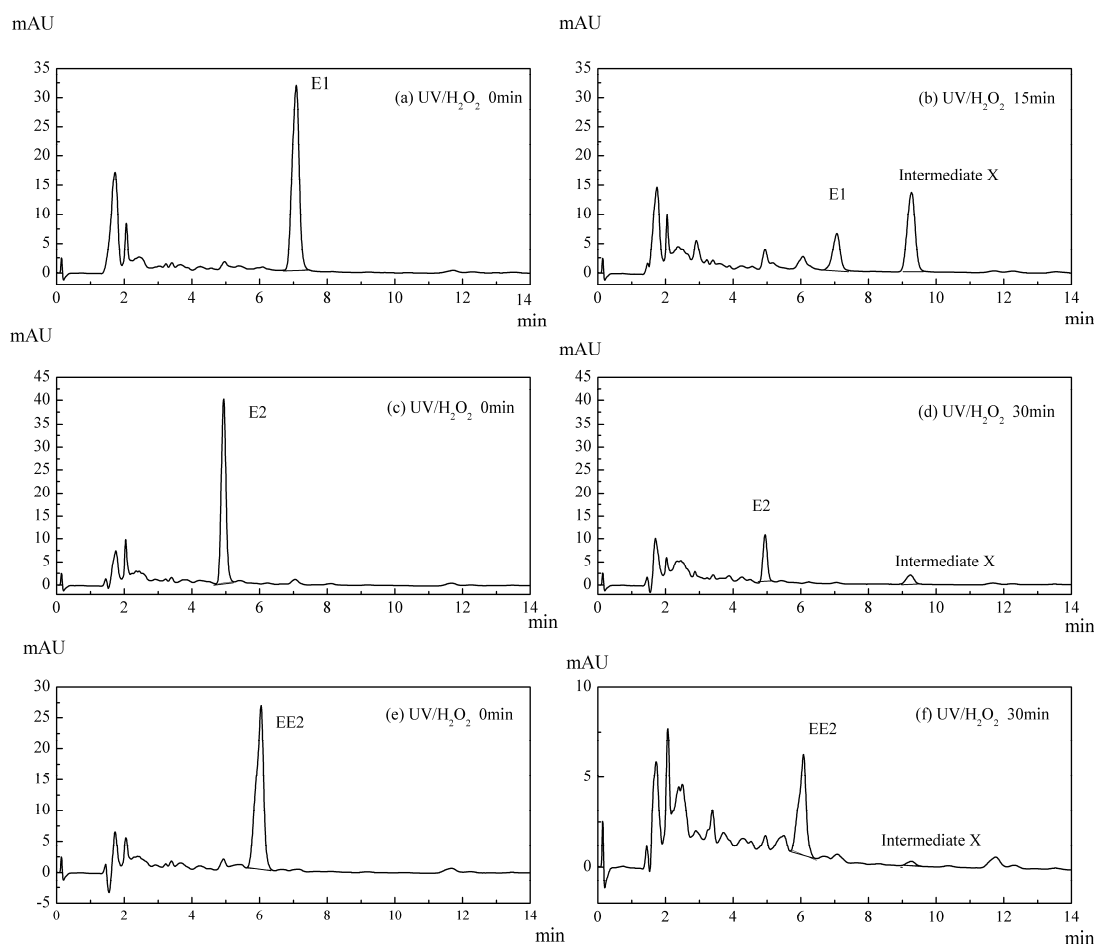 mAU
mAU
35
30
25
20
15
10
5
0
E1
(a) UV/H₂O₂ 0min
0 2 4 6 8 10 12 14
min
35
30
25
20
15
10
5
0
(b) UV/H₂O₂ 15min
Intermediate X
E1
0 2 4 6 8 10 12 14
min
mAU
mAU
45
40
35
30
25
20
15
10
5
0
E2
(c) UV/H₂O₂ 0min
0 2 4 6 8 10 12 14
min
45
40
35
30
25
20
15
10
5
0
(d) UV/H₂O₂ 30min
E2
Intermediate X
0 2 4 6 8 10 12 14
min
mAU
mAU
30
25
20
15
10
5
0
-5
EE2
(e) UV/H₂O₂ 0min
0 2 4 6 8 10 12 14
min
10
5
0
(f) UV/H₂O₂ 30min
EE2
Intermediate X
0 2 4 6 8 10 12 14
min